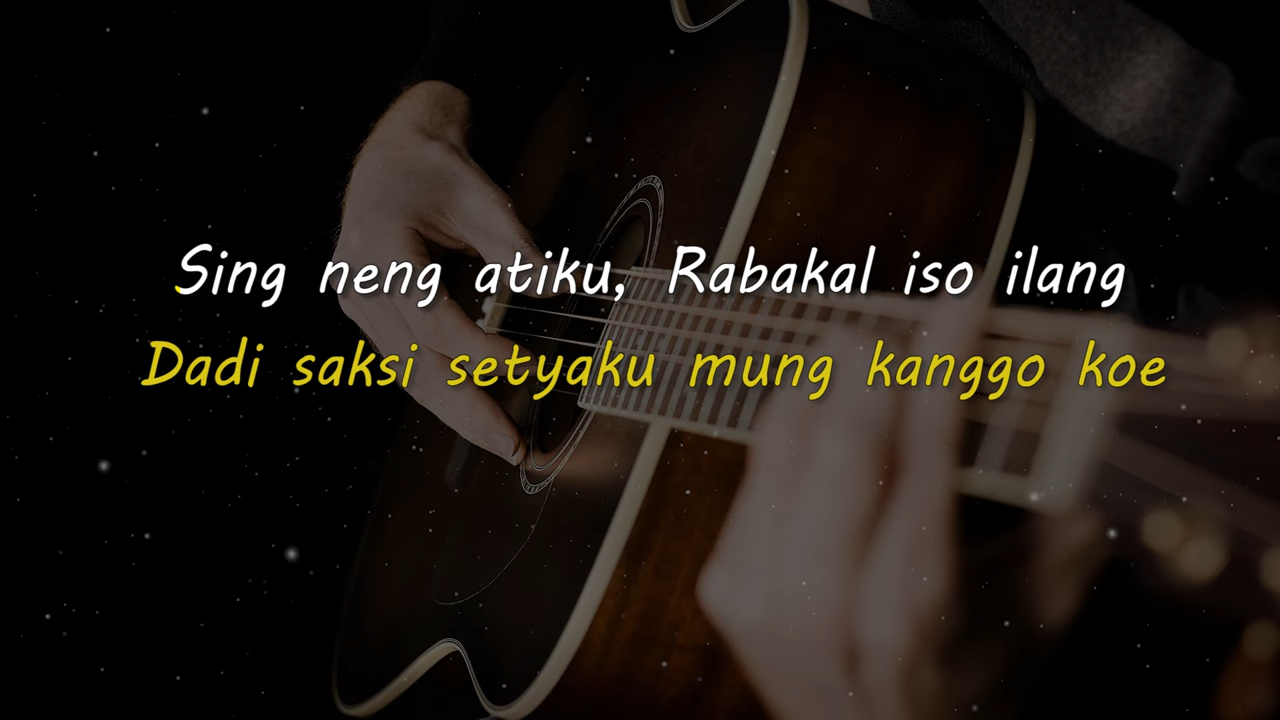 Sing neng atiku, Rabakal iso ilang
Dadi saksi setyaku mung kanggo koe